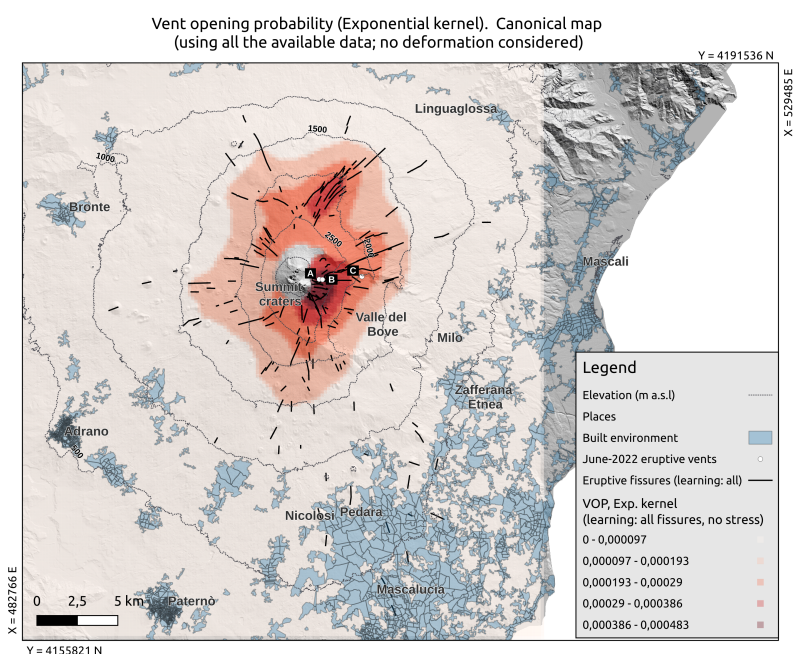 Vent opening probability (Exponential kernel).  Canonical map
(using all the available data; no deformation considered)
Y = 4191536 N
X = 529485 E
Linguaglossa
1500
1000
Bronte
2500
2000
Mascali
A
B
C
Summit
craters
Valle del
Bove
Milo
Zafferana
Etnea
Adrano
Nicolosi
Pedara
Mascalucia
Paternò
0 2,5 5 km
X = 482766 E
Y = 4155821 N
Legend
Elevation (m a.s.l)
Places
Built environment
June-2022 eruptive vents
Eruptive fissures (learning: all)
VOP, Exp. kernel
(learning: all fissures, no stress)
0 - 0,000097
0,000097 - 0,000193
0,000193 - 0,00029
0,00029 - 0,000386
0,000386 - 0,000483